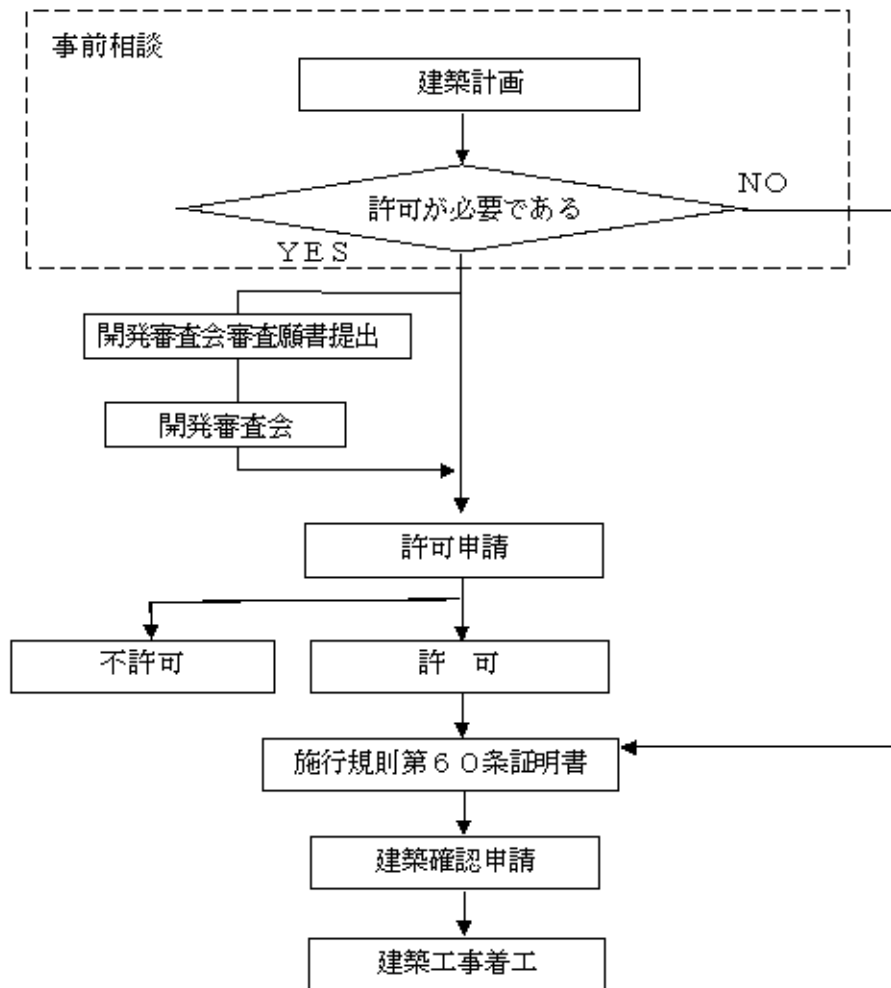 事前相談
建築計画
許可が必要である
ＮＯ
ＹＥＳ
開発審査会審査願書提出
開発審査会
許可申請
不許可
許　可
施行規則第６０条証明書
建築確認申請
建築工事着工